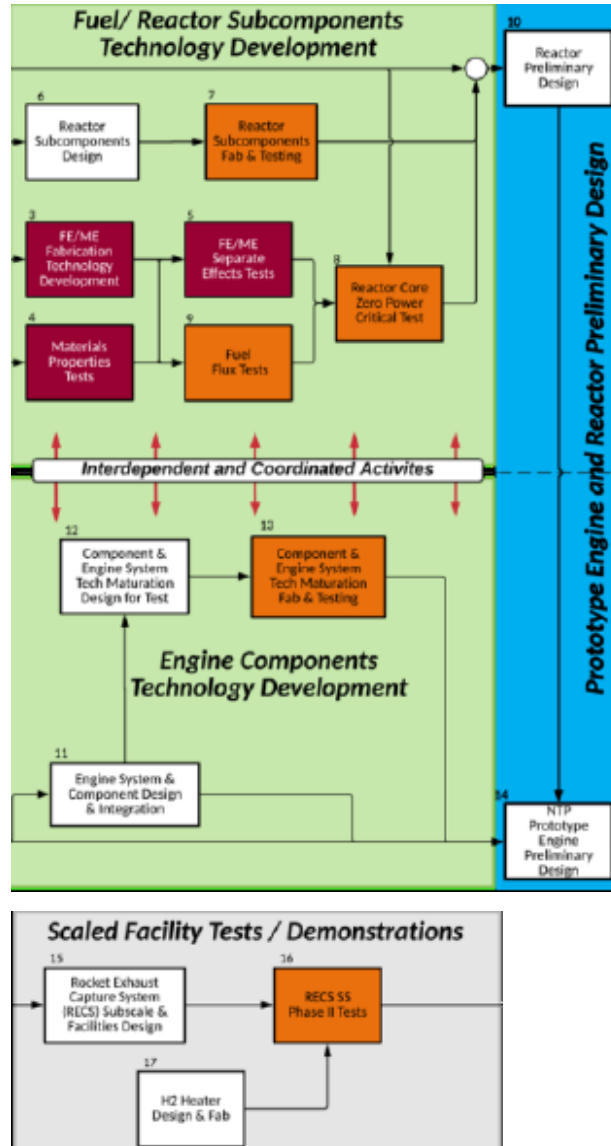 Fuel/ Reactor Subcomponents
Technology Development
10
Reactor
Preliminary
Design
6
Reactor
Subcomponents
Design
7
Reactor
Subcomponents
Fab & Testing
3
FE/ME
Fabrication
Technology
Development
5
FE/ME
Separate
Effects Tests
8
Reactor Core
Zero Power
Critical Test
4
Materials
Properties
Tests
9
Fuel
Flux Tests
Prototype Engine and Reactor Preliminary Design
Interdependent and Coordinated Activites
12
Component &
Engine System
Tech Maturation
Design for Test
13
Component &
Engine System
Tech Maturation
Fab & Testing
Engine Components
Technology Development
11
Engine System &
Component Design
& Integration
14
NTP
Prototype
Engine
Preliminary
Design
Scaled Facility Tests / Demonstrations
15
Rocket Exhaust
Capture System
(RECS) Subscale &
Facilities Design
16
RECS SS
Phase II Tests
17
H2 Heater
Design & Fab